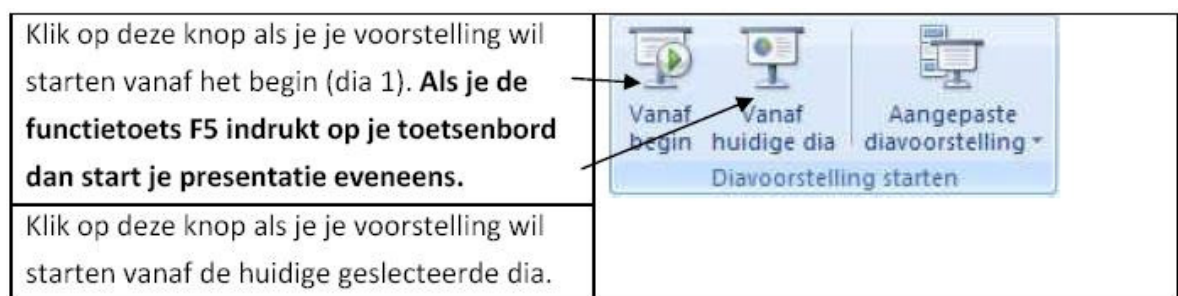 Klik op deze knop als je je voorstelling wil
starten vanaf het begin (dia 1). Als je de
functietoets F5 indrukt op je toetsenbord
dan start je presentatie eveneens.
Klik op deze knop als je je voorstelling wil
starten vanaf de huidige geslecteerde dia.
Vanaf
begin
Vanaf
huidige dia
Aangepaste
diavoorstelling
Diavoorstelling starten